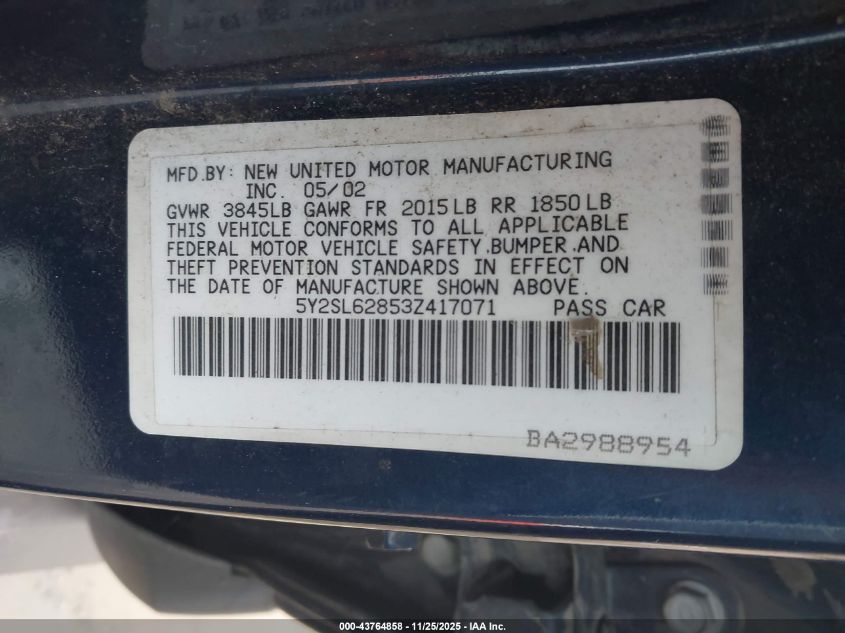 MFD.BY: NEW UNITED MOTOR MANUFACTURING
INC. 05/02
GVWR 3845LB GAWR FR 2015LB RR 1850LB
THIS VEHICLE CONFORMS TO ALL APPLICABLE
FEDERAL MOTOR VEHICLE SAFETY.BUMPER.AND
THEFT PREVENTION STANDARDS IN EFFECT ON
THE DATE OF MANUFACTURE SHOWN ABOVE.
5Y2SL62853Z417071 PASS CAR
BA2988954
000-43764858 - 11/25/2025 - IAA Inc.